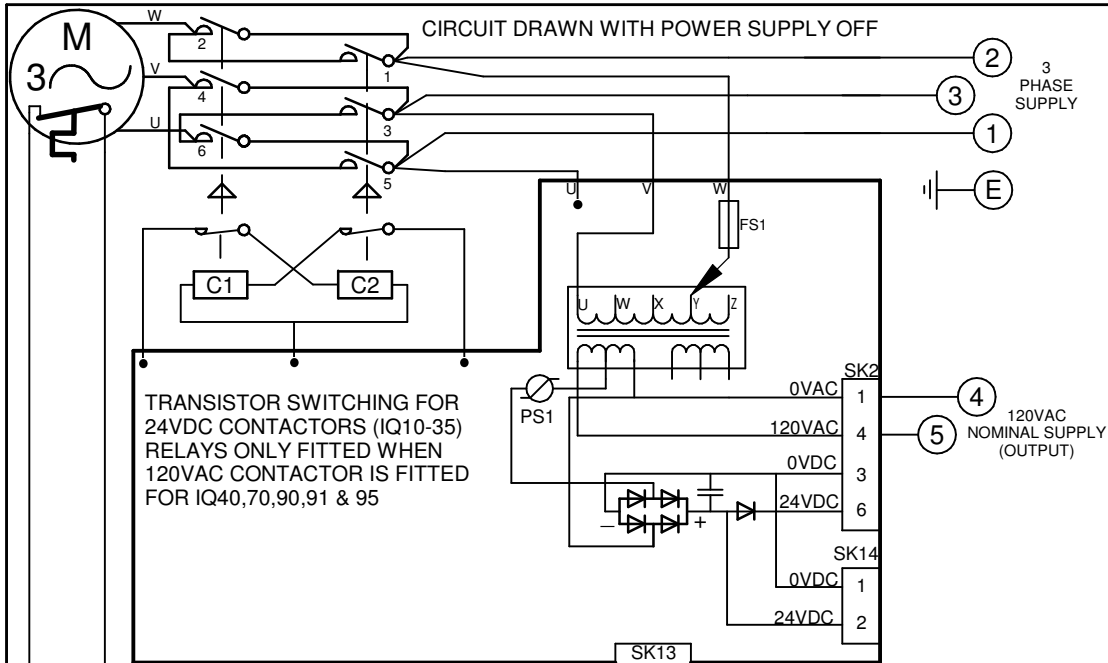 CIRCUIT DRAWN WITH POWER SUPPLY OFF
W
M
3
V
U
2
1
4
3
6
5
2
3
1
E
3
PHASE
SUPPLY
C1
C2
U
V
W
FS1
U
W
X
Y
Z
PS1
TRANSISTOR SWITCHING FOR
24VDC CONTACTORS (IQ10-35)
RELAYS ONLY FITTED WHEN
120VAC CONTACTOR IS FITTED
FOR IQ40,70,90,91 & 95
SK2
0VAC 1
120VAC 4
0VDC 3
24VDC 6
4
5
120VAC
NOMINAL SUPPLY
(OUTPUT)
– +
SK14
0VDC 1
24VDC 2
SK13